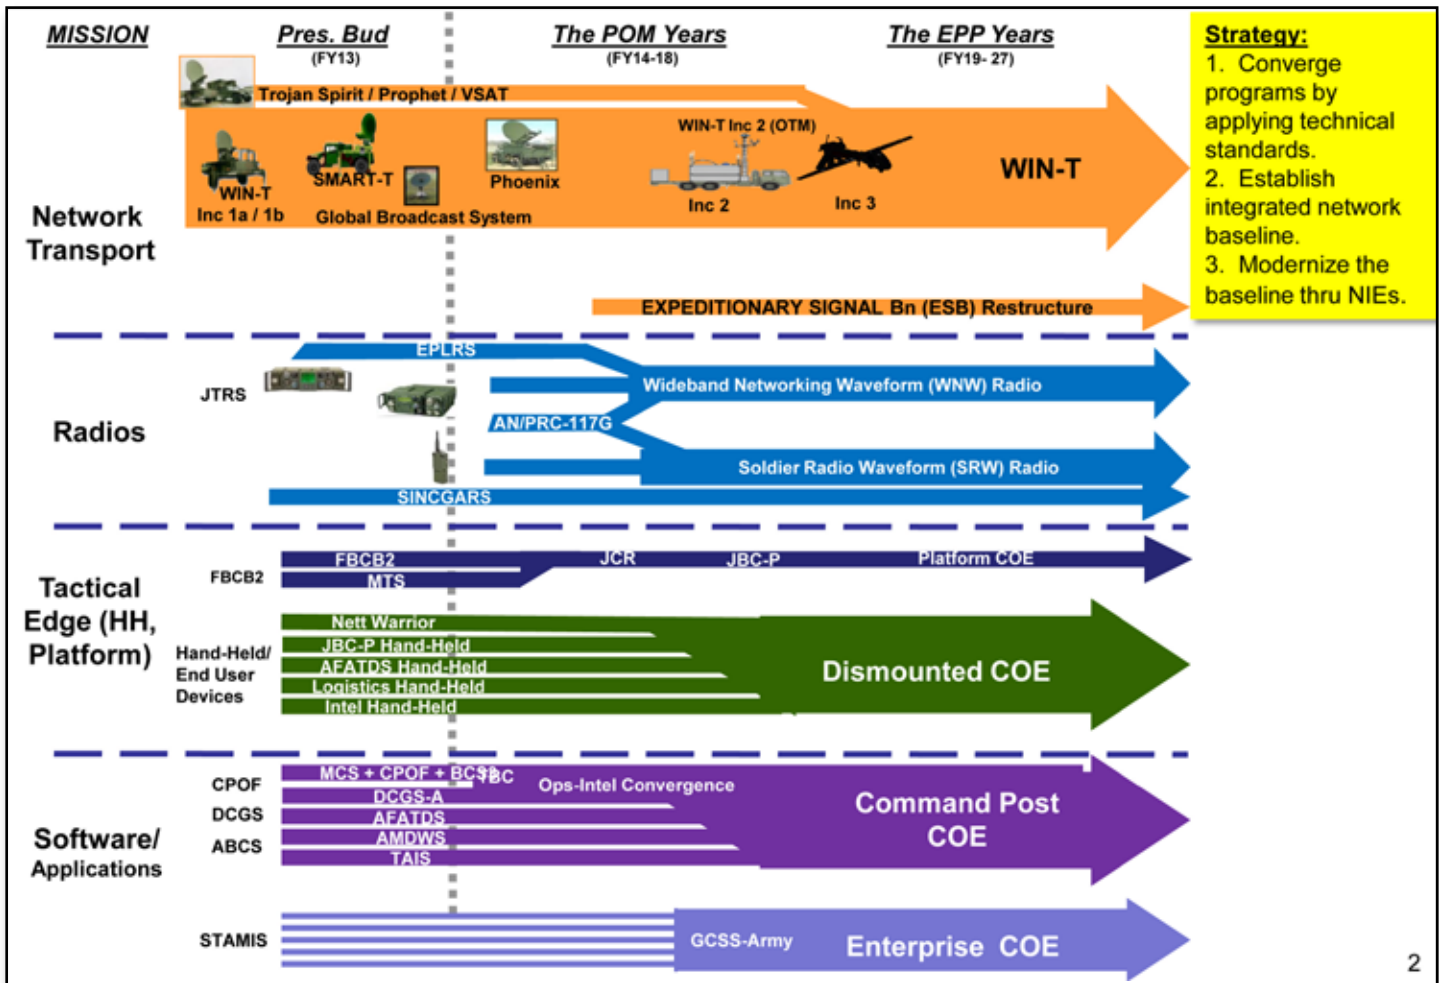 MISSION
Pres. Bud
(FY13)
The POM Years
(FY14-18)
The EPP Years
(FY19- 27)
Strategy:
1. Converge
programs by
applying technical
standards.
2. Establish
integrated network
baseline.
3. Modernize the
baseline thru NIEs.
Network
Transport
Trojan Spirit / Prophet / VSAT
WIN-T
Inc 1a / 1b
SMART-T
Global Broadcast System
Phoenix
WIN-T Inc 2 (OTM)
Inc 2
Inc 3
WIN-T
EXPEDITIONARY SIGNAL Bn (ESB) Restructure
Radios
JTRS
EPLRS
Wideband Networking Waveform (WNW) Radio
AN/PRC-117G
Soldier Radio Waveform (SRW) Radio
SINCGARS
Tactical
Edge (HH,
Platform)
FBCB2
FBCB2
MTS
JCR
JBC-P
Platform COE
Hand-Held/
End User
Devices
Nett Warrior
JBC-P Hand-Held
AFATDS Hand-Held
Logistics Hand-Held
Intel Hand-Held
Dismounted COE
Software/
Applications
CPOF
DCGS
ABCS
MCS + CPOF + BCS3
TBC
DCGS-A
AFATDS
AMDWS
TAIS
Ops-Intel Convergence
Command Post
COE
STAMIS
GCSS-Army
Enterprise COE
2